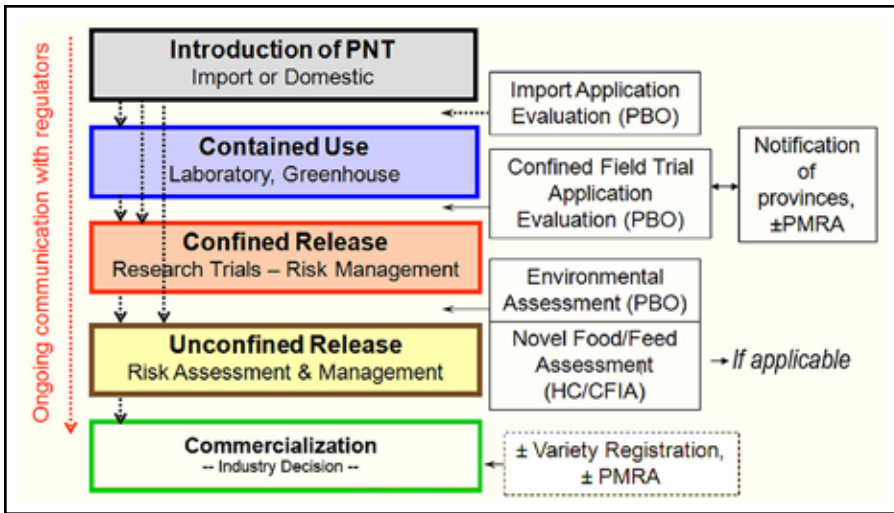 Ongoing communication with regulators
Introduction of PNT
Import or Domestic
Import Application
Evaluation (PBO)
Contained Use
Laboratory, Greenhouse
Confined Field Trial
Application
Evaluation (PBO)
Notification
of
provinces,
±PMRA
Confined Release
Research Trials – Risk Management
Environmental
Assessment (PBO)
Unconfined Release
Risk Assessment & Management
Novel Food/Feed
Assessment
(HC/CFIA)
If applicable
Commercialization
-- Industry Decision --
± Variety Registration,
± PMRA